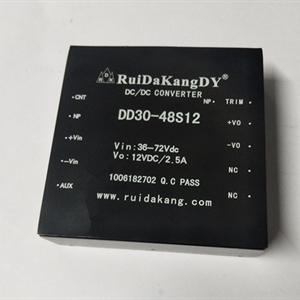 RuiDaKangDY®
DC/DC CONVERTER
CNT
NP
TRIM
NP
DD30-48S12
+VO
+Vin
-VO
Vin:36-72Vdc
-Vin
Vo:12VDC/2.5A
NC
AUX
1006182702 Q.C PASS
NC
www.ruidakang.com